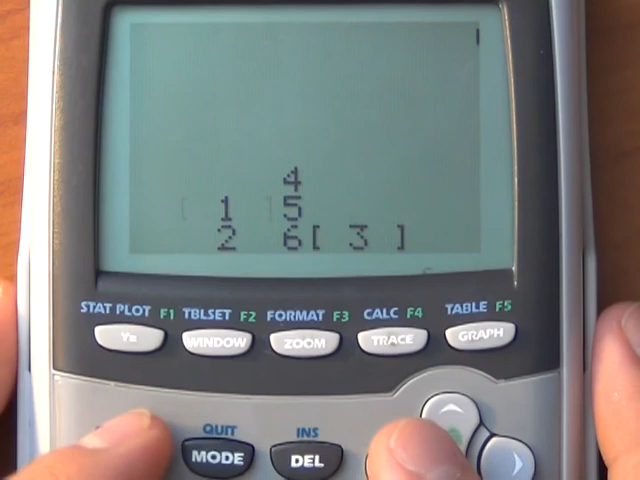 4
[ 1 ]5
2 6[ 3 ]
STAT PLOT F1 TBLSET F2 FORMAT F3 CALC F4 TABLE F5
Y= WINDOW ZOOM TRACE GRAPH
QUIT INS
MODE DEL